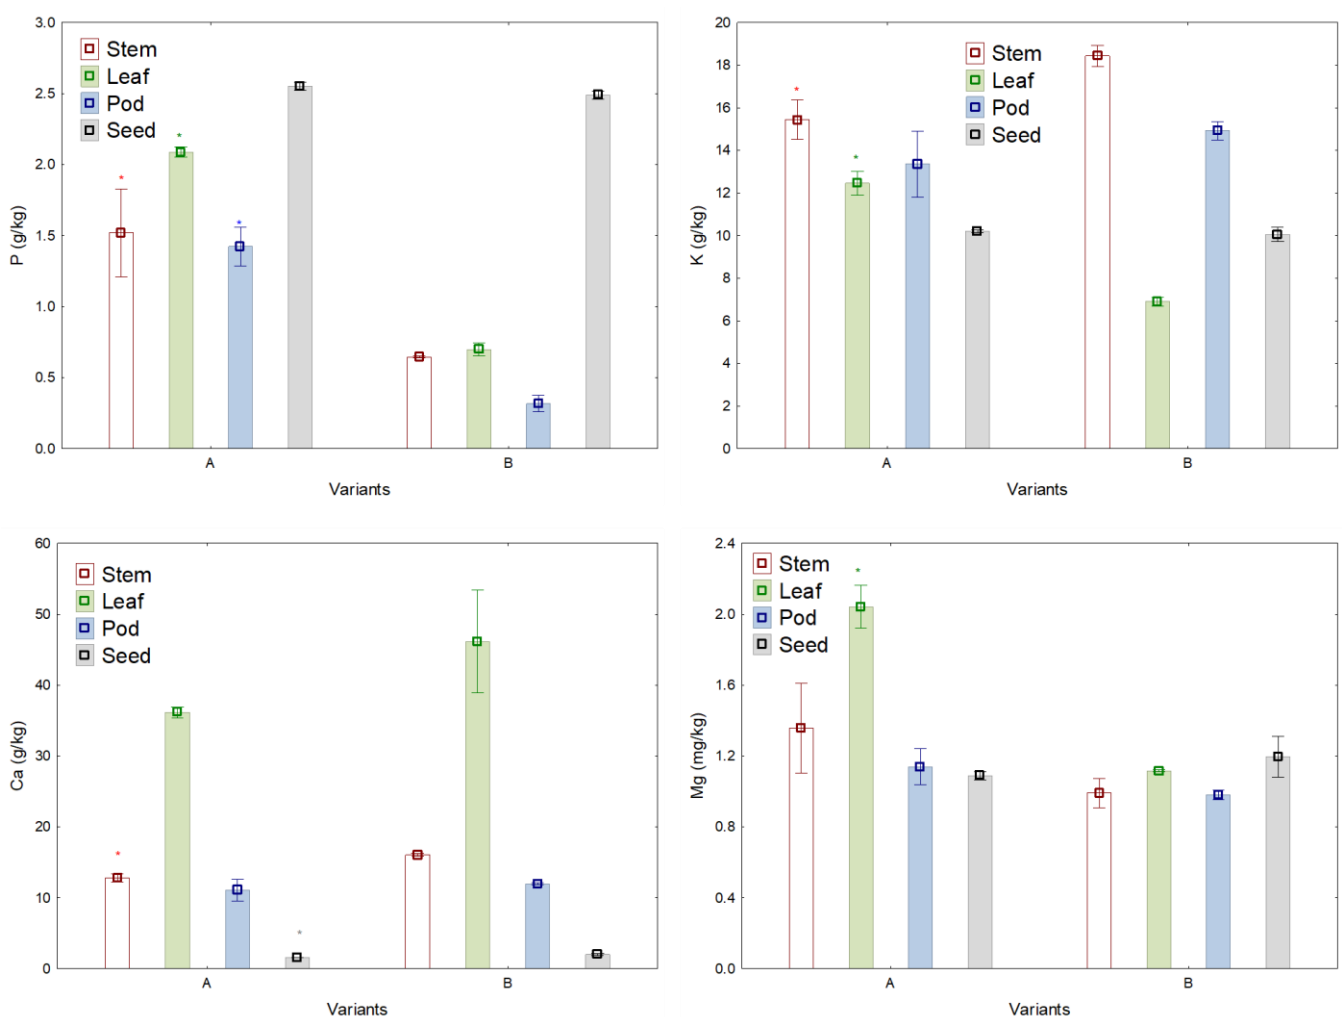 3.0
2.5
2.0
1.5
1.0
0.5
0.0
P (g/kg)
Stem
Leaf
Pod
Seed
*
*
*
A
B
Variants
20
18
16
14
12
10
8
6
4
2
0
K (g/kg)
Stem
Leaf
Pod
Seed
*
*
A
B
Variants
60
50
40
30
20
10
0
Ca (g/kg)
Stem
Leaf
Pod
Seed
*
*
A
B
Variants
2.4
2.0
1.6
1.2
0.8
0.4
0.0
Mg (mg/kg)
Stem
Leaf
Pod
Seed
*
A
B
Variants